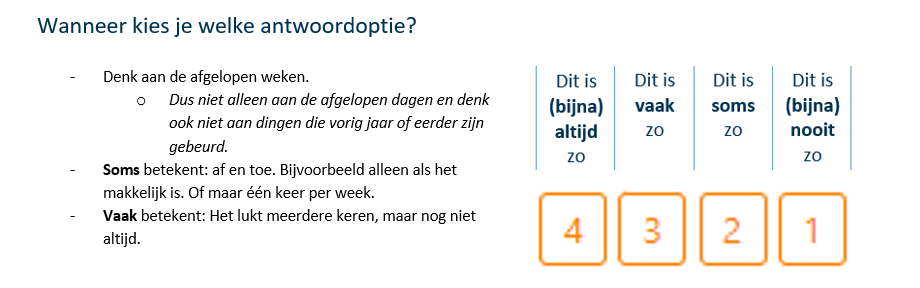 Wanneer kies je welke antwoordoptie?
- Denk aan de afgelopen weken.
o Dus niet alleen aan de afgelopen dagen en denk
ook niet aan dingen die vorig jaar of eerder zijn
gebeurd.
- Soms betekent: af en toe. Bijvoorbeeld alleen als het
makkelijk is. Of maar één keer per week.
- Vaak betekent: Het lukt meerdere keren, maar nog niet
altijd.
Dit is
(bijna)
altijd
zo
Dit is
vaak
zo
Dit is
soms
zo
Dit is
(bijna)
nooit
zo
4
3
2
1